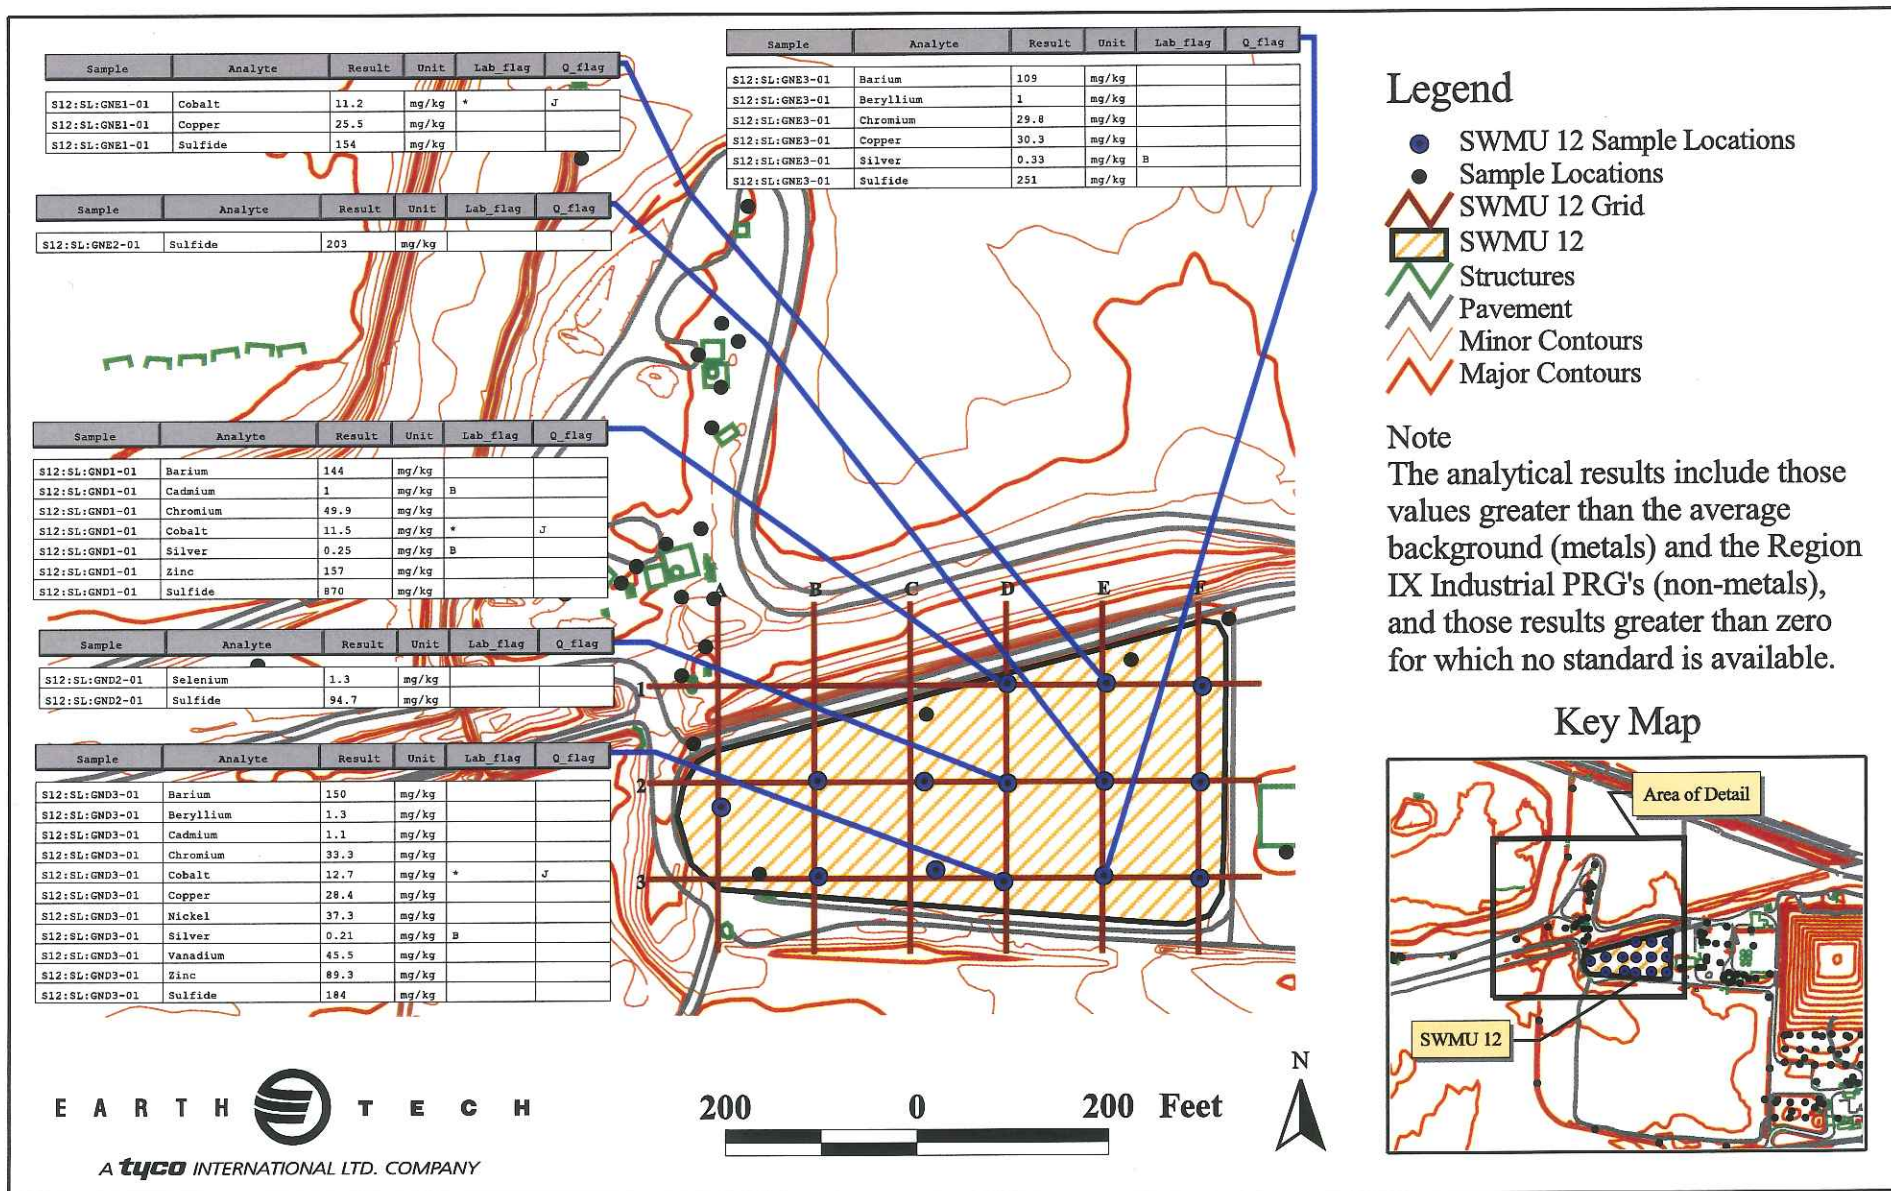 Sample Analyte Result Unit Lab_flag Q_flag
S12:SL:GNE1-01 Cobalt 11.2 mg/kg * J
S12:SL:GNE1-01 Copper 25.5 mg/kg
S12:SL:GNE1-01 Sulfide 154 mg/kg
Sample Analyte Result Unit Lab_flag Q_flag
S12:SL:GNE2-01 Sulfide 203 mg/kg
Sample Analyte Result Unit Lab_flag Q_flag
S12:SL:GND1-01 Barium 144 mg/kg
S12:SL:GND1-01 Cadmium 1 mg/kg B
S12:SL:GND1-01 Chromium 49.9 mg/kg
S12:SL:GND1-01 Cobalt 11.5 mg/kg * J
S12:SL:GND1-01 Silver 0.25 mg/kg B
S12:SL:GND1-01 Zinc 157 mg/kg
S12:SL:GND1-01 Sulfide 870 mg/kg
Sample Analyte Result Unit Lab_flag Q_flag
S12:SL:GND2-01 Selenium 1.3 mg/kg
S12:SL:GND2-01 Sulfide 94.7 mg/kg
Sample Analyte Result Unit Lab_flag Q_flag
S12:SL:GND3-01 Barium 150 mg/kg
S12:SL:GND3-01 Beryllium 1.3 mg/kg
S12:SL:GND3-01 Cadmium 1.1 mg/kg
S12:SL:GND3-01 Chromium 33.3 mg/kg
S12:SL:GND3-01 Cobalt 12.7 mg/kg * J
S12:SL:GND3-01 Copper 28.4 mg/kg
S12:SL:GND3-01 Nickel 37.3 mg/kg
S12:SL:GND3-01 Silver 0.21 mg/kg B
S12:SL:GND3-01 Vanadium 45.5 mg/kg
S12:SL:GND3-01 Zinc 89.3 mg/kg
S12:SL:GND3-01 Sulfide 184 mg/kg
Sample Analyte Result Unit Lab_flag Q_flag
S12:SL:GNE3-01 Barium 109 mg/kg
S12:SL:GNE3-01 Beryllium 1 mg/kg
S12:SL:GNE3-01 Chromium 29.8 mg/kg
S12:SL:GNE3-01 Copper 30.3 mg/kg
S12:SL:GNE3-01 Silver 0.33 mg/kg B
S12:SL:GNE3-01 Sulfide 251 mg/kg
A B C D E F
1
2
3
Legend
SWMU 12 Sample Locations
Sample Locations
SWMU 12 Grid
SWMU 12
Structures
Pavement
Minor Contours
Major Contours
Note
The analytical results include those
values greater than the average
background (metals) and the Region
IX Industrial PRG's (non-metals),
and those results greater than zero
for which no standard is available.
Key Map
Area of Detail
SWMU 12
EARTH TECH
A tyco INTERNATIONAL LTD. COMPANY
200 0 200 Feet
N